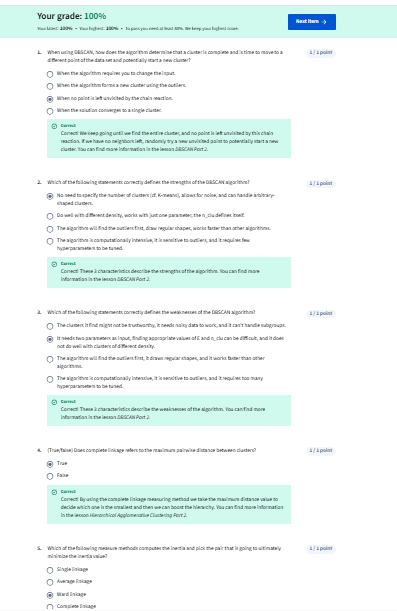 Your grade: 100%
Your latest: 100% • Your highest: 100% • To pass you need at least 80%. We keep your highest score.
Next item →
1. When using DBSCAN, how does the algorithm determine that a cluster is complete and is time to move to a
different point of the data set and potentially start a new cluster?
1 / 1 point
When the algorithm requires you to change the input.
When the algorithm forms a new cluster using the outliers.
When no point is left unvisited by the chain reaction.
When the solution converges to a single cluster.
Correct
Correct! We keep going until we find the entire cluster, and no point is left unvisited by this chain
reaction. If we have no neighbors left, randomly try a new unvisited point to potentially start a new
cluster. You can find more information in the lesson DBSCAN Part 2.
2. Which of the following statements correctly defines the strengths of the DBSCAN algorithm?
1 / 1 point
No need to specify the number of clusters (cf. K-means), allows for noise, and can handle arbitrary-
shaped clusters.
Do well with different density, works with just one parameter, the n_clu defines itself.
The algorithm will find the outliers first, draw regular shapes, works faster than other algorithms.
The algorithm is computationally intensive, it is sensitive to outliers, and it requires few
hyperparameters to be tuned.
Correct
Correct! These 3 characteristics describe the strengths of the algorithm. You can find more
information in the lesson DBSCAN Part 2.
3. Which of the following statements correctly defines the weaknesses of the DBSCAN algorithm?
1 / 1 point
The clusters it find might not be trustworthy, it needs noisy data to work, and it can't handle subgroups.
It needs two parameters as input, finding appropriate values of Ɛ and n_clu can be difficult, and it does
not do well with clusters of different density.
The algorithm will find the outliers first, it draws regular shapes, and it works faster than other
algorithms.
The algorithm is computationally intensive, it is sensitive to outliers, and it requires too many
hyperparameters to be tuned.
Correct
Correct! These 3 characteristics describe the weaknesses of the algorithm. You can find more
information in the lesson DBSCAN Part 2.
4. (True/False) Does complete linkage refers to the maximum pairwise distance between clusters?
1 / 1 point
True
False
Correct
Correct! By using the complete linkage measuring method we take the maximum distance value to
decide which one is the smallest and then we can boost the hierarchy. You can find more information
in the lesson Hierarchical Agglomerative Clustering Part 2.
5. Which of the following measure methods computes the inertia and pick the pair that is going to ultimately
minimize the inertia value?
1 / 1 point
Single linkage
Average linkage
Ward linkage
Complete linkage